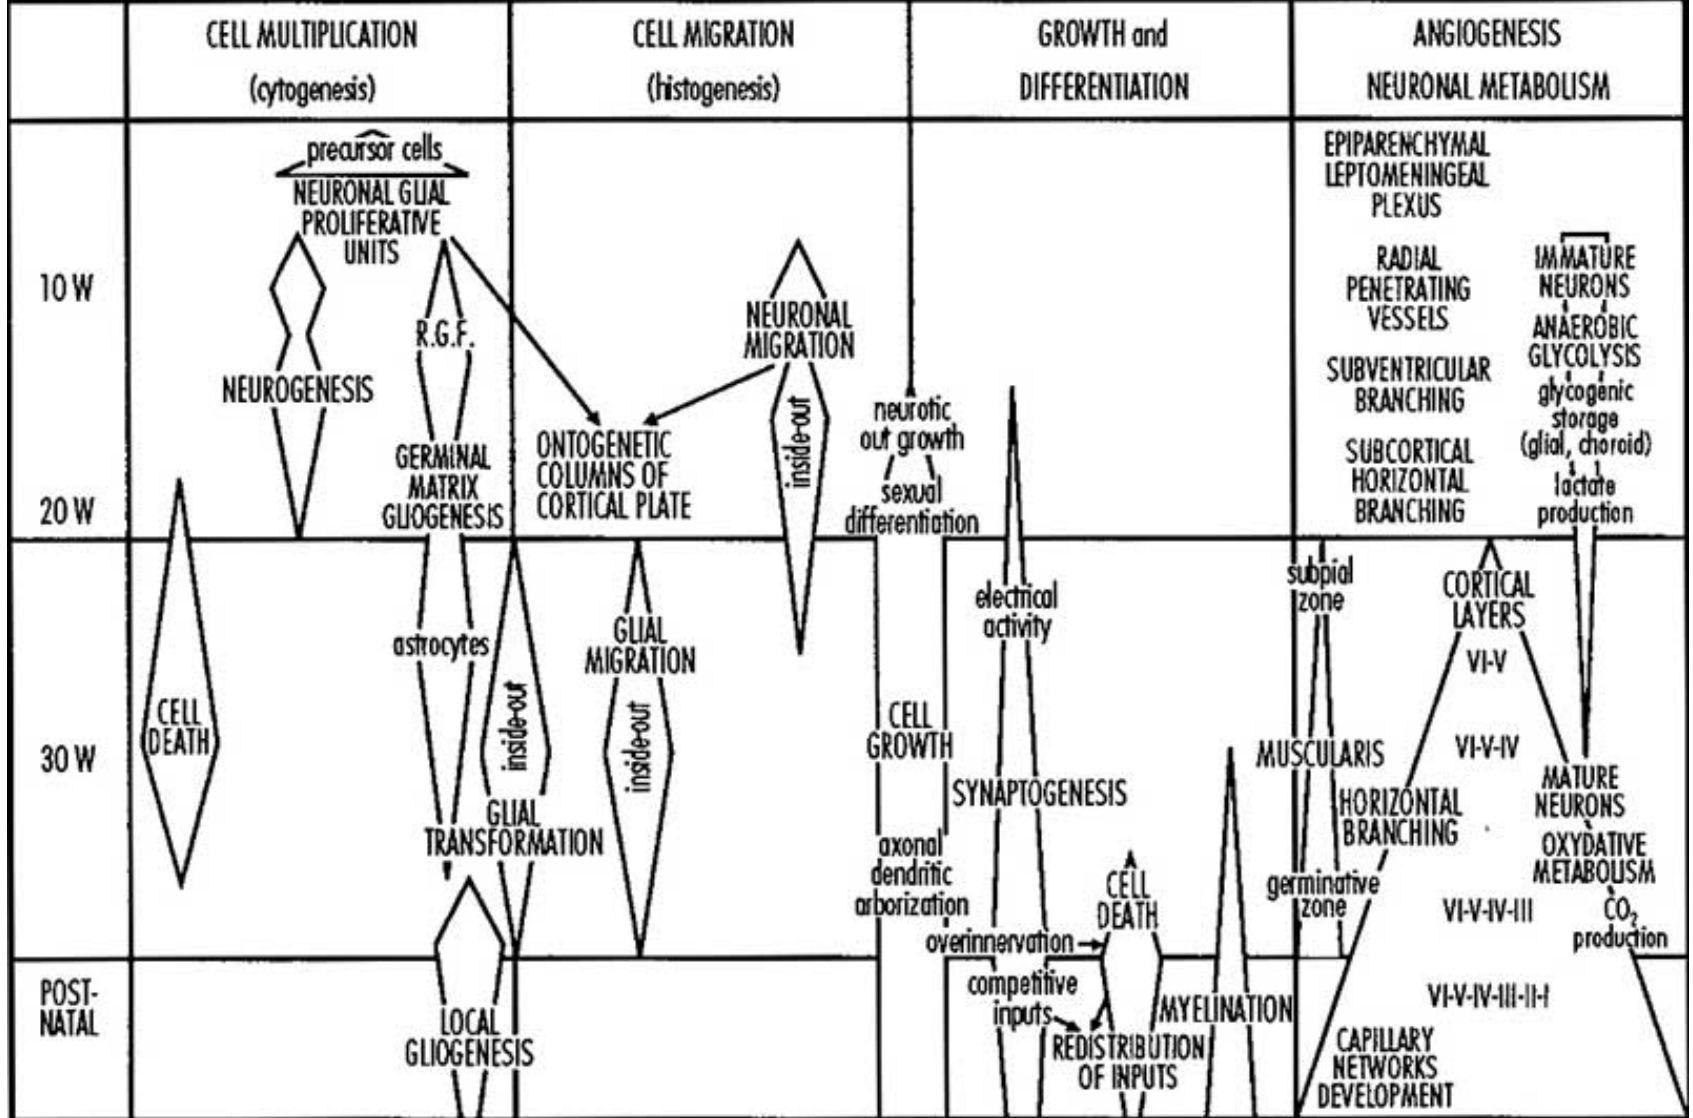 CELL MULTIPLICATION
(cytogenesis)
CELL MIGRATION
(histogenesis)
GROWTH and
DIFFERENTIATION
ANGIOGENESIS
NEURONAL METABOLISM
10 W
20 W
30 W
POST-
NATAL
precursor cells
NEURONAL GLIAL
PROLIFERATIVE
UNITS
R.G.F.
NEUROGENESIS
GERMINAL
MATRIX
GLIOGENESIS
astrocytes
CELL
DEATH
inside-out
GLIAL
TRANSFORMATION
LOCAL
GLIOGENESIS
NEURONAL
MIGRATION
inside-out
ONTOGENETIC
COLUMNS OF
CORTICAL PLATE
GLIAL
MIGRATION
inside-out
neurotic
out growth
sexual
differentiation
CELL
GROWTH
axonal
dendritic
arborization
electrical
activity
SYNAPTOGENESIS
overinnervation
competitive
inputs
CELL
DEATH
REDISTRIBUTION
OF INPUTS
MYELINATION
EPIPARENCHYMAL
LEPTOMENINGEAL
PLEXUS
RADIAL
PENETRATING
VESSELS
SUBVENTRICULAR
BRANCHING
SUBCORTICAL
HORIZONTAL
BRANCHING
IMMATURE
NEURONS
ANAEROBIC
GLYCOLYSIS
glycogenic
storage
(glial, choroid)
lactate
production
subpial
zone
MUSCULARIS
germinative
zone
CORTICAL
LAYERS
VI-V
VI-V-IV
HORIZONTAL
BRANCHING
VI-V-IV-III
VI-V-IV-III-II-I
CAPILLARY
NETWORKS
DEVELOPMENT
MATURE
NEURONS
OXYDATIVE
METABOLISM
CO₂
production